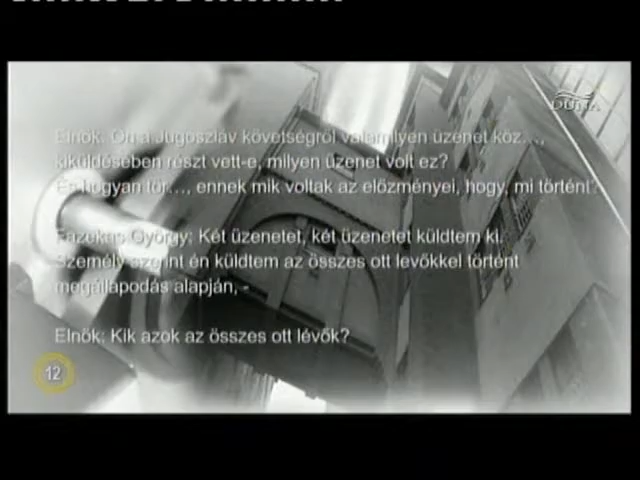 DUNA
Elnök: Ön a Jugoszláv követségről valamilyen üzenet köz...,
kiküldésében részt vett-e, milyen üzenet volt ez?
És hogyan tör..., ennek mik voltak az előzményei, hogy, mi történt?
Fazekas György: Két üzenetet, két üzenetet küldtem ki.
Személy szerint én küldtem az összes ott levőkkel történt
megállapodás alapján, -
Elnök: Kik azok az összes ott lévők?
12